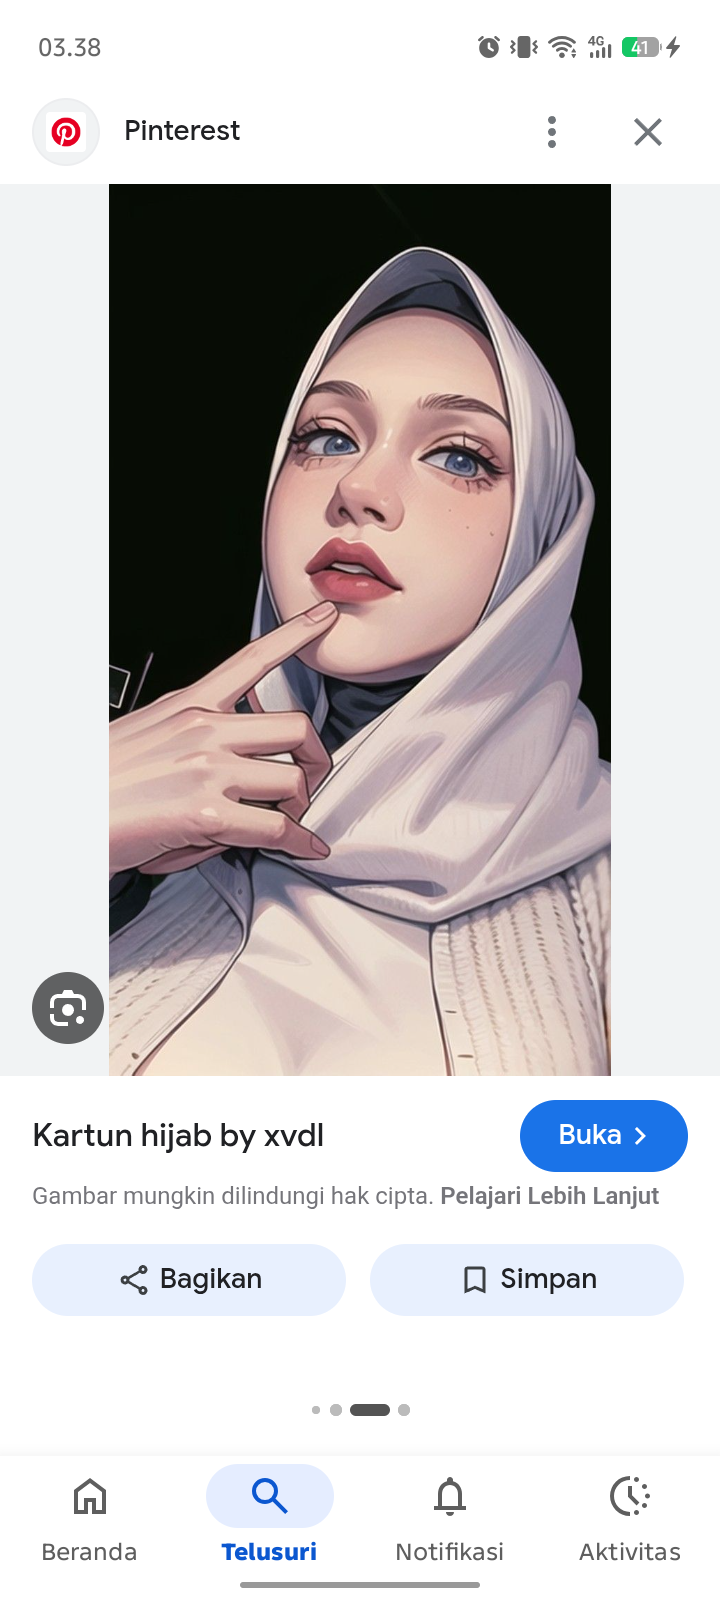 03.38
4G
41
Pinterest
Kartun hijab by xvdl
Buka
Gambar mungkin dilindungi hak cipta. Pelajari Lebih Lanjut
Bagikan
Simpan
Beranda
Telusuri
Notifikasi
Aktivitas